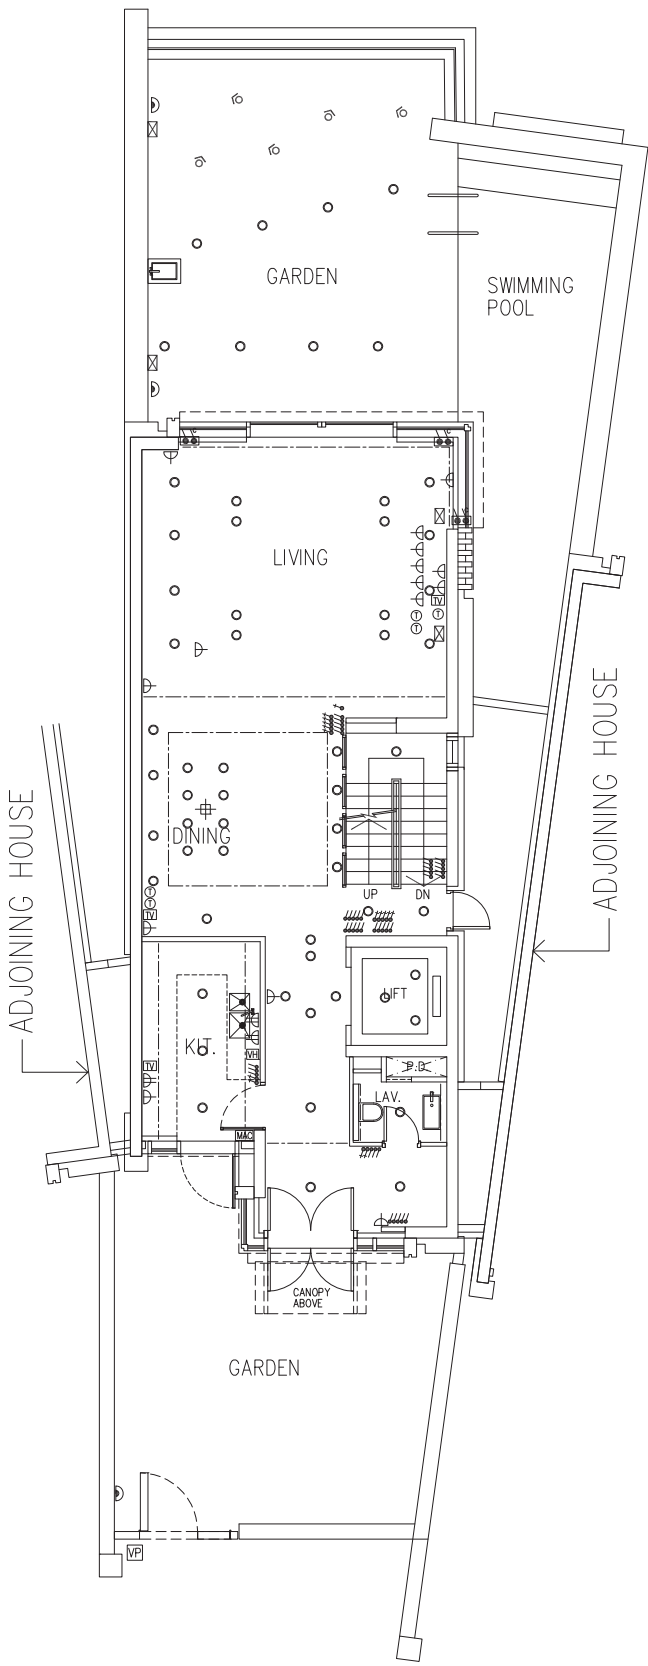 GARDEN
SWIMMING
POOL
LIVING
TV
T
T
T
ADJOINING HOUSE
ADJOINING HOUSE
DINING
UP
DN
T
T
TV
LIFT
KIT.
VH
TV
P.D
LAV.
MAC
CANOPY
ABOVE
GARDEN
VP